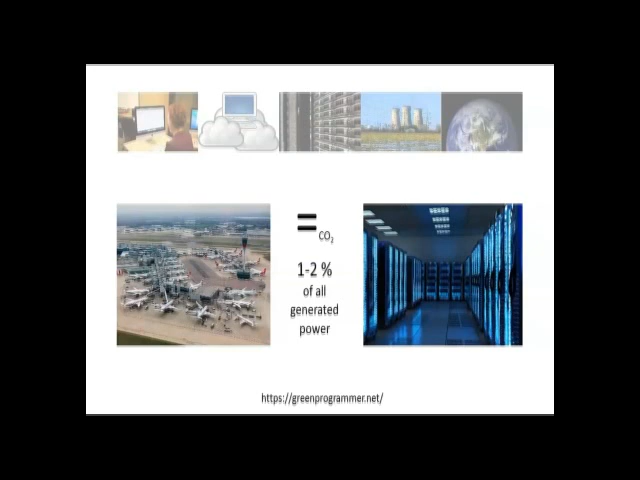 =
CO₂
1-2 %
of all
generated
power
https://greenprogrammer.net/